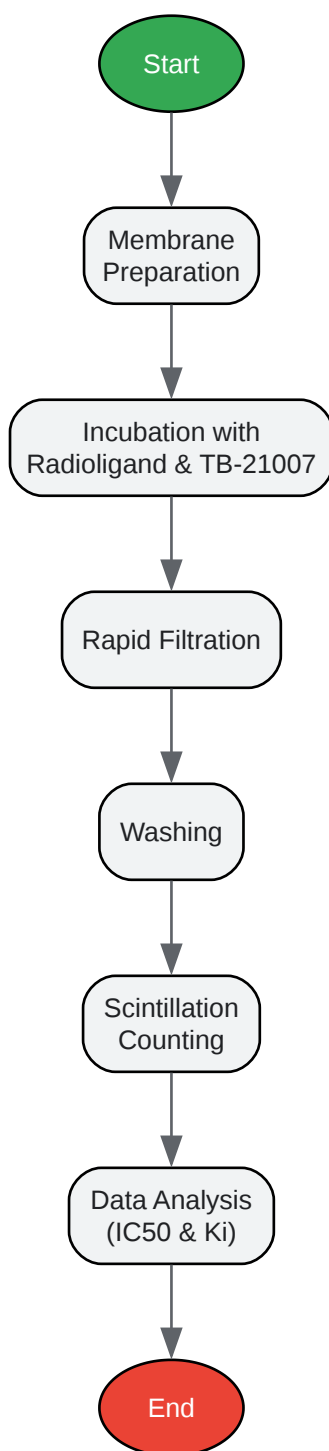 Start
Membrane
Preparation
Incubation with
Radioligand & TB-21007
Rapid Filtration
Washing
Scintillation
Counting
Data Analysis
(IC50 & Ki)
End